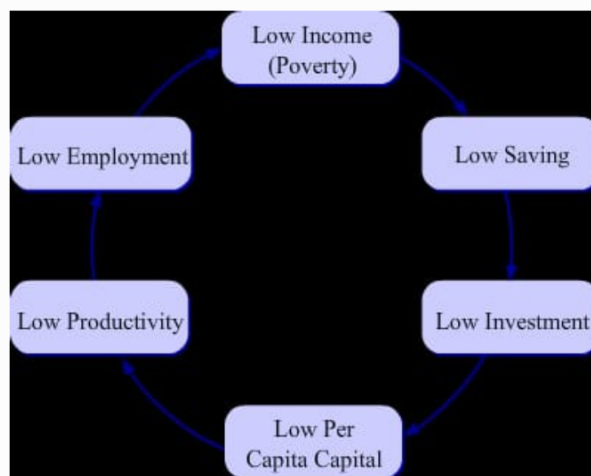 Low Income
(Poverty)
Low Saving
Low Investment
Low Per
Capita Capital
Low Productivity
Low Employment